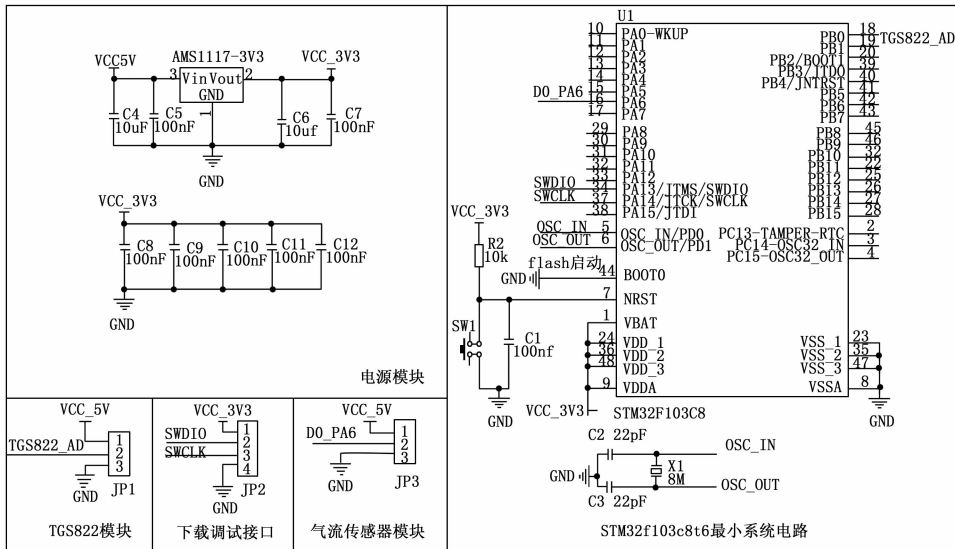 AMS1117-3V3
VCC5V
VCC_3V3
3
VinVout
2
GND
1
C4
10uF
C5
100nF
C6
10uf
C7
100nF
GND
VCC_3V3
C8
100nF
C9
100nF
C10
100nF
C11
100nF
C12
100nF
GND
电源模块
VCC_5V
TGS822_AD
1
2
3
GND
JP1
TGS822模块
VCC_3V3
SWDIO
SWCLK
1
2
3
4
GND
JP2
下载调试接口
VCC_5V
DO_PA6
1
2
3
GND
JP3
气流传感器模块
U1
10 PA0-WKUP
11 PA1
12 PA2
13 PA3
14 PA4
15 PA5
DO_PA6 16 PA6
17 PA7
29 PA8
30 PA9
31 PA10
32 PA11
33 PA12
SWDIO 34 PA13/JTMS/SWDIO
SWCLK 37 PA14/JTCK/SWCLK
38 PA15/JTDI
OSC_IN 5 OSC_IN/PD0
OSC_OUT 6 OSC_OUT/PD1
flash启动
GND 44 BOOT0
7 NRST
1 VBAT
24 VDD_1
36 VDD_2
48 VDD_3
9 VDDA
PB0 18
PB1 19 TGS822_AD
PB2/BOOT1 20
PB3/JTDO 39
PB4/JNTRST 40
PB5 41
PB6 42
PB7 43
PB8 45
PB9 46
PB10 32
PB11 22
PB12 25
PB13 26
PB14 27
PB15 28
PC13-TAMPER-RTC 2
PC14-OSC32_IN 3
PC15-OSC32_OUT 4
VSS_1 23
VSS_2 35
VSS_3 47
VSSA 8
GND
VCC_3V3
R2
10k
SW1
C1
100nf
GND
VCC_3V3
STM32F103C8
C2 22pF
OSC_IN
GND
X1
8M
C3 22pF
OSC_OUT
STM32f103c8t6最小系统电路